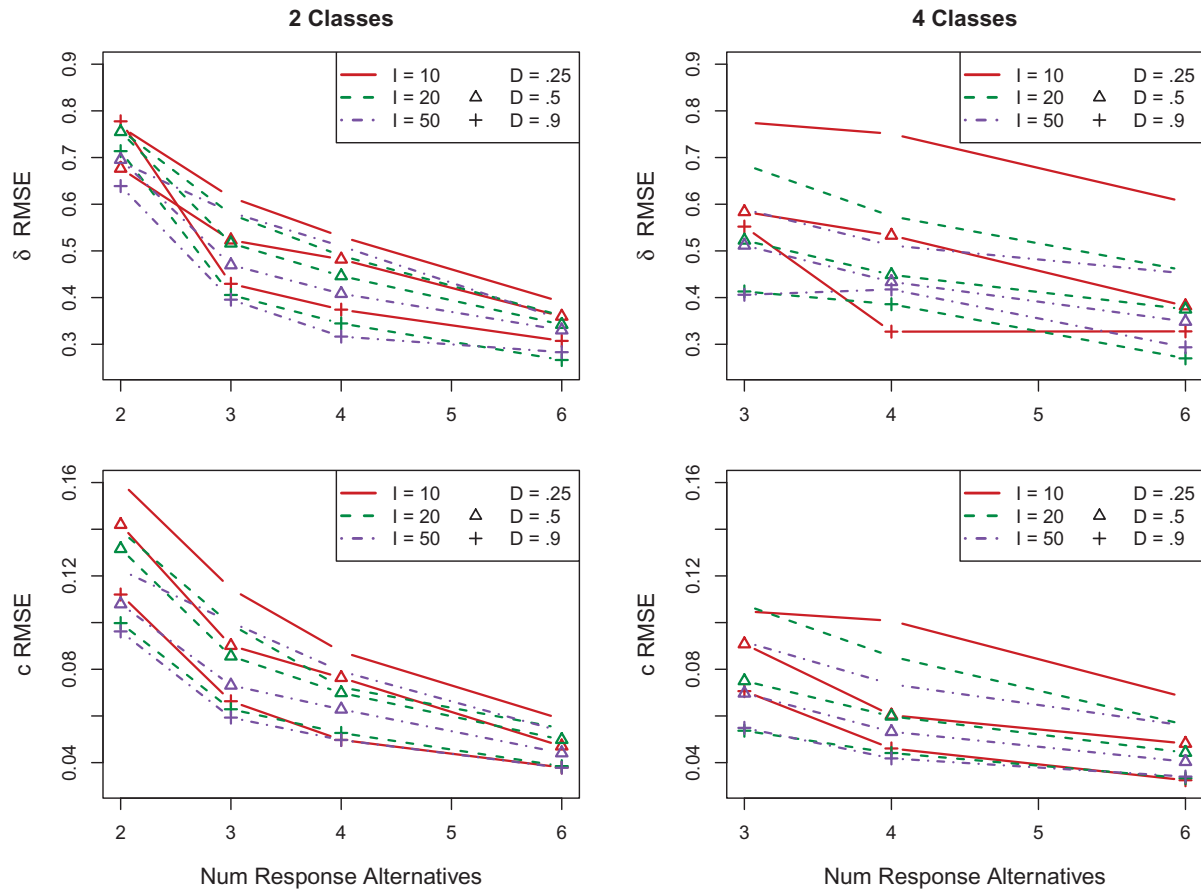 2 Classes
4 Classes
δ RMSE
0.3 0.4 0.5 0.6 0.7 0.8 0.9
I = 10 D = .25
I = 20 D = .5
I = 50 D = .9
2 3 4 5 6
δ RMSE
0.3 0.4 0.5 0.6 0.7 0.8 0.9
I = 10 D = .25
I = 20 D = .5
I = 50 D = .9
3 4 5 6
c RMSE
0.04 0.08 0.12 0.16
I = 10 D = .25
I = 20 D = .5
I = 50 D = .9
2 3 4 5 6
Num Response Alternatives
c RMSE
0.04 0.08 0.12 0.16
I = 10 D = .25
I = 20 D = .5
I = 50 D = .9
3 4 5 6
Num Response Alternatives